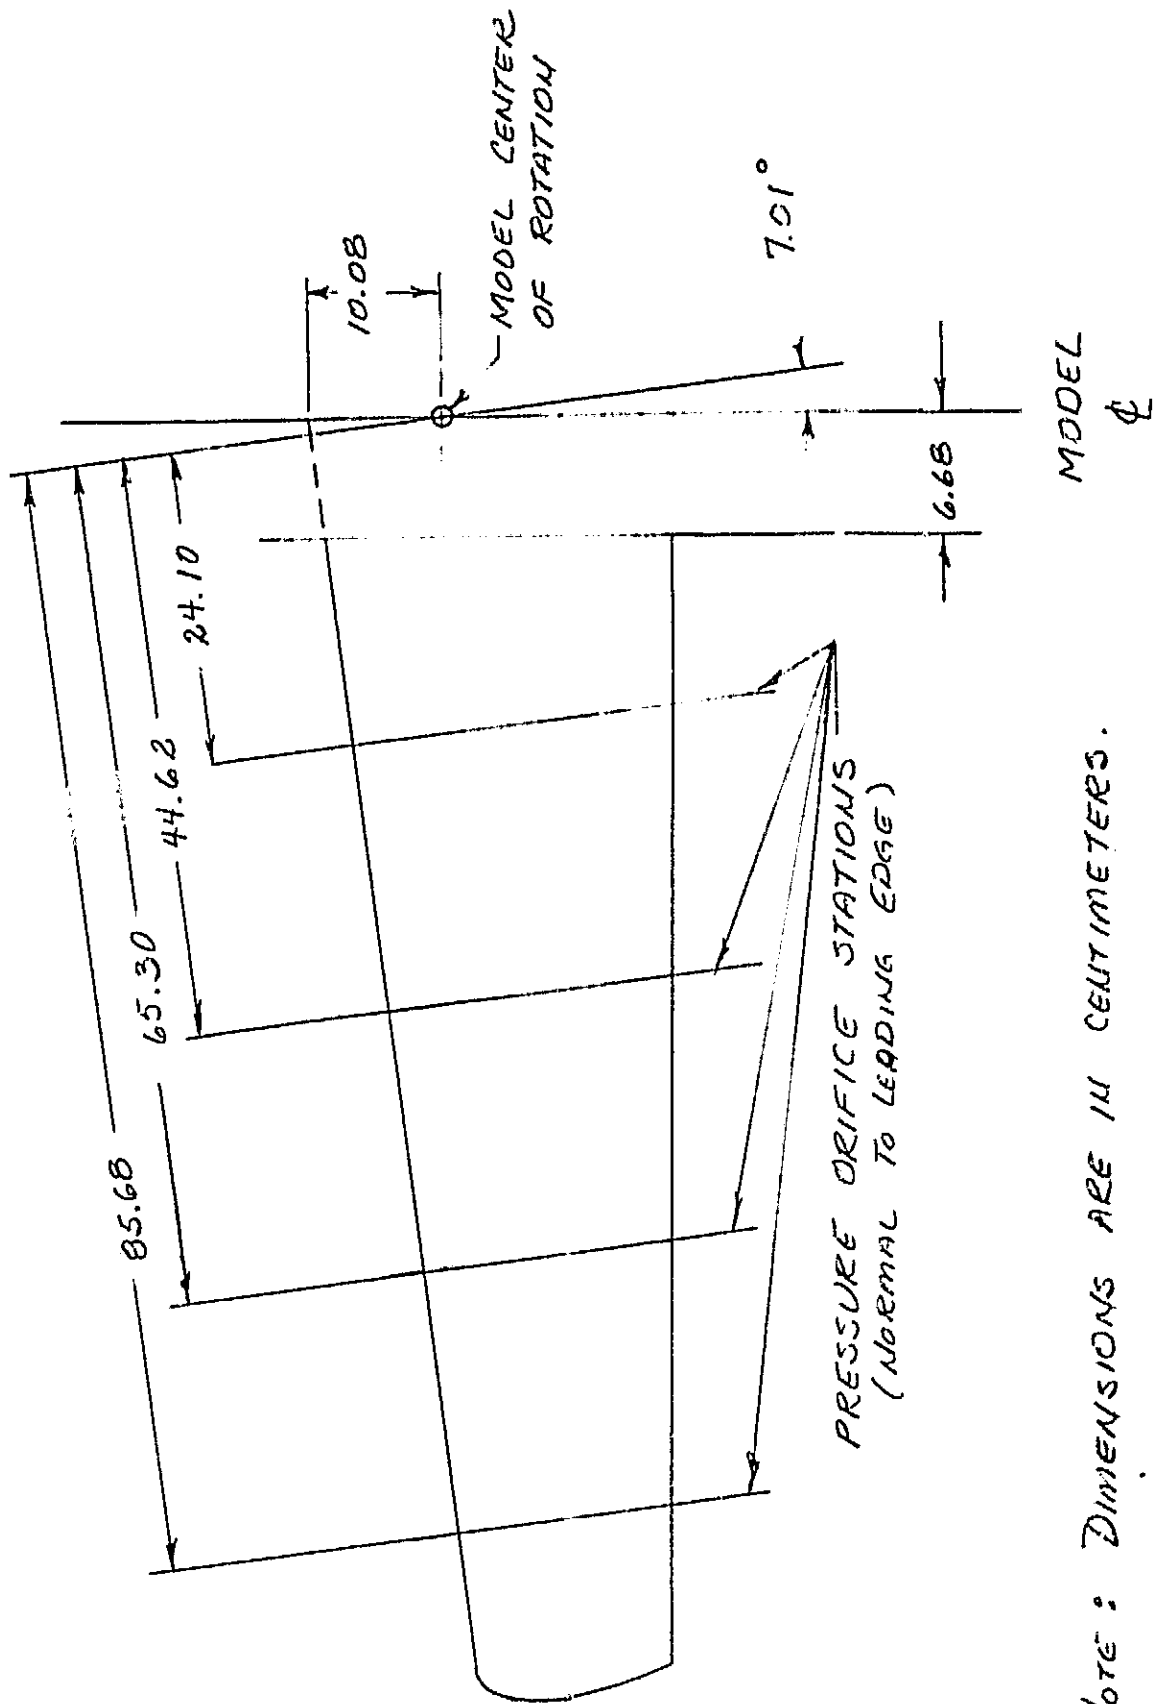 85.68
65.30
44.62
24.10
10.08
MODEL CENTER
OF ROTATION
7.01°
6.68
MODEL
℄
PRESSURE ORIFICE STATIONS
(NORMAL TO LEADING EDGE)
NOTE: DIMENSIONS ARE IN CENTIMETERS.